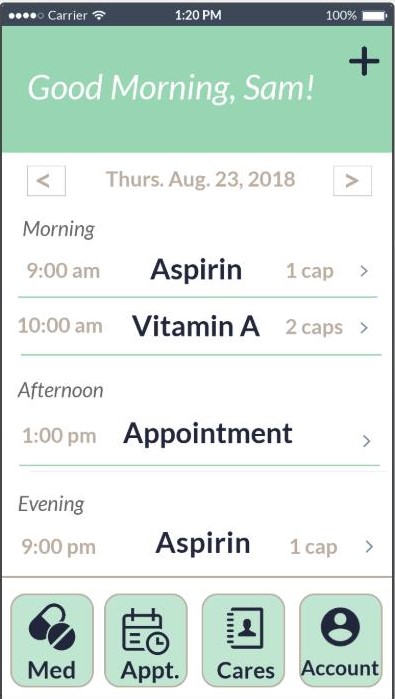 Carrier 1:20 PM 100%
Good Morning, Sam!
+
< Thurs. Aug. 23, 2018 >
Morning
9:00 am Aspirin 1 cap >
10:00 am Vitamin A 2 caps >
Afternoon
1:00 pm Appointment >
Evening
9:00 pm Aspirin 1 cap >
Med Appt. Cares Account